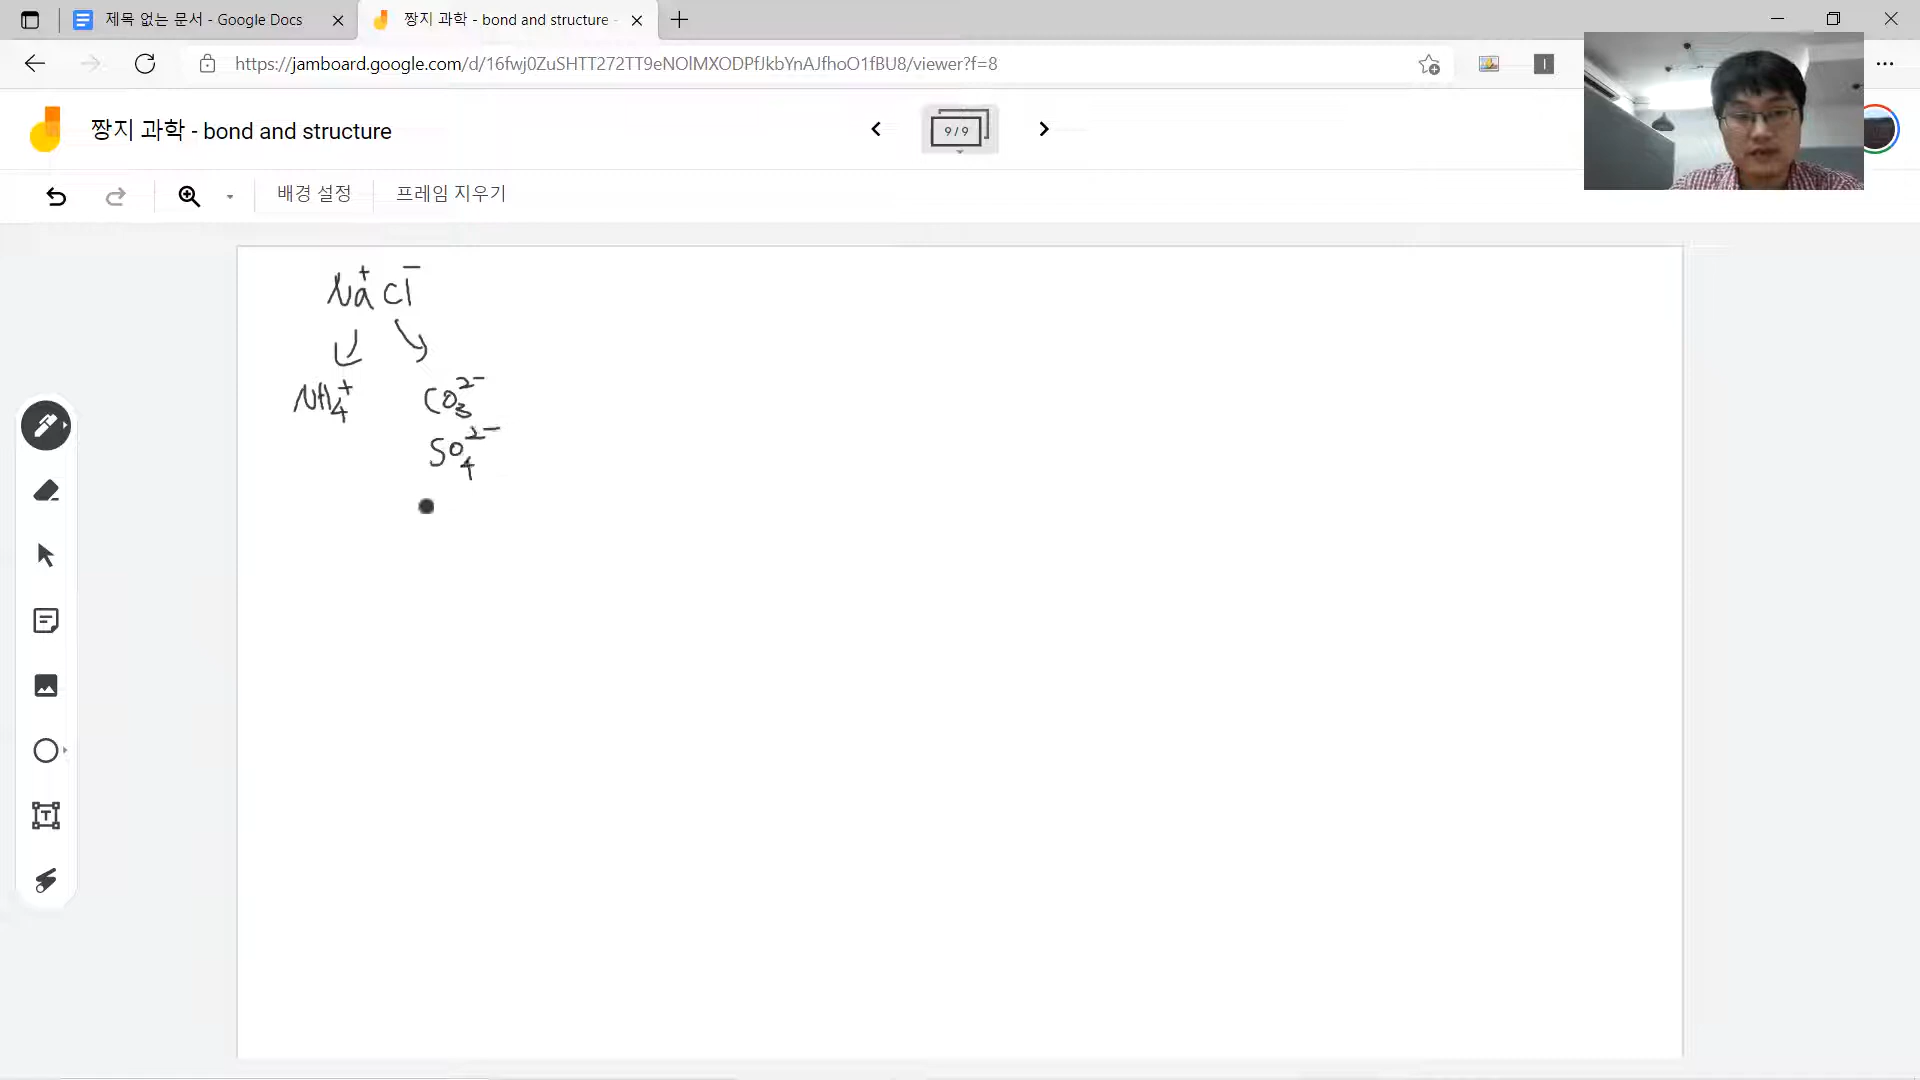 제목 없는 문서 - Google Docs
짱지 과학 - bond and structure -
https://jamboard.google.com/d/16fwj0ZuSHTT272TT9eNOlMXODPfJkbYnAJfhoO1fBU8/viewer?f=8
짱지 과학 - bond and structure
9/9
배경 설정
프레임 지우기
Na⁺Cl⁻
NH₄⁺
CO₃²⁻
SO₄²⁻